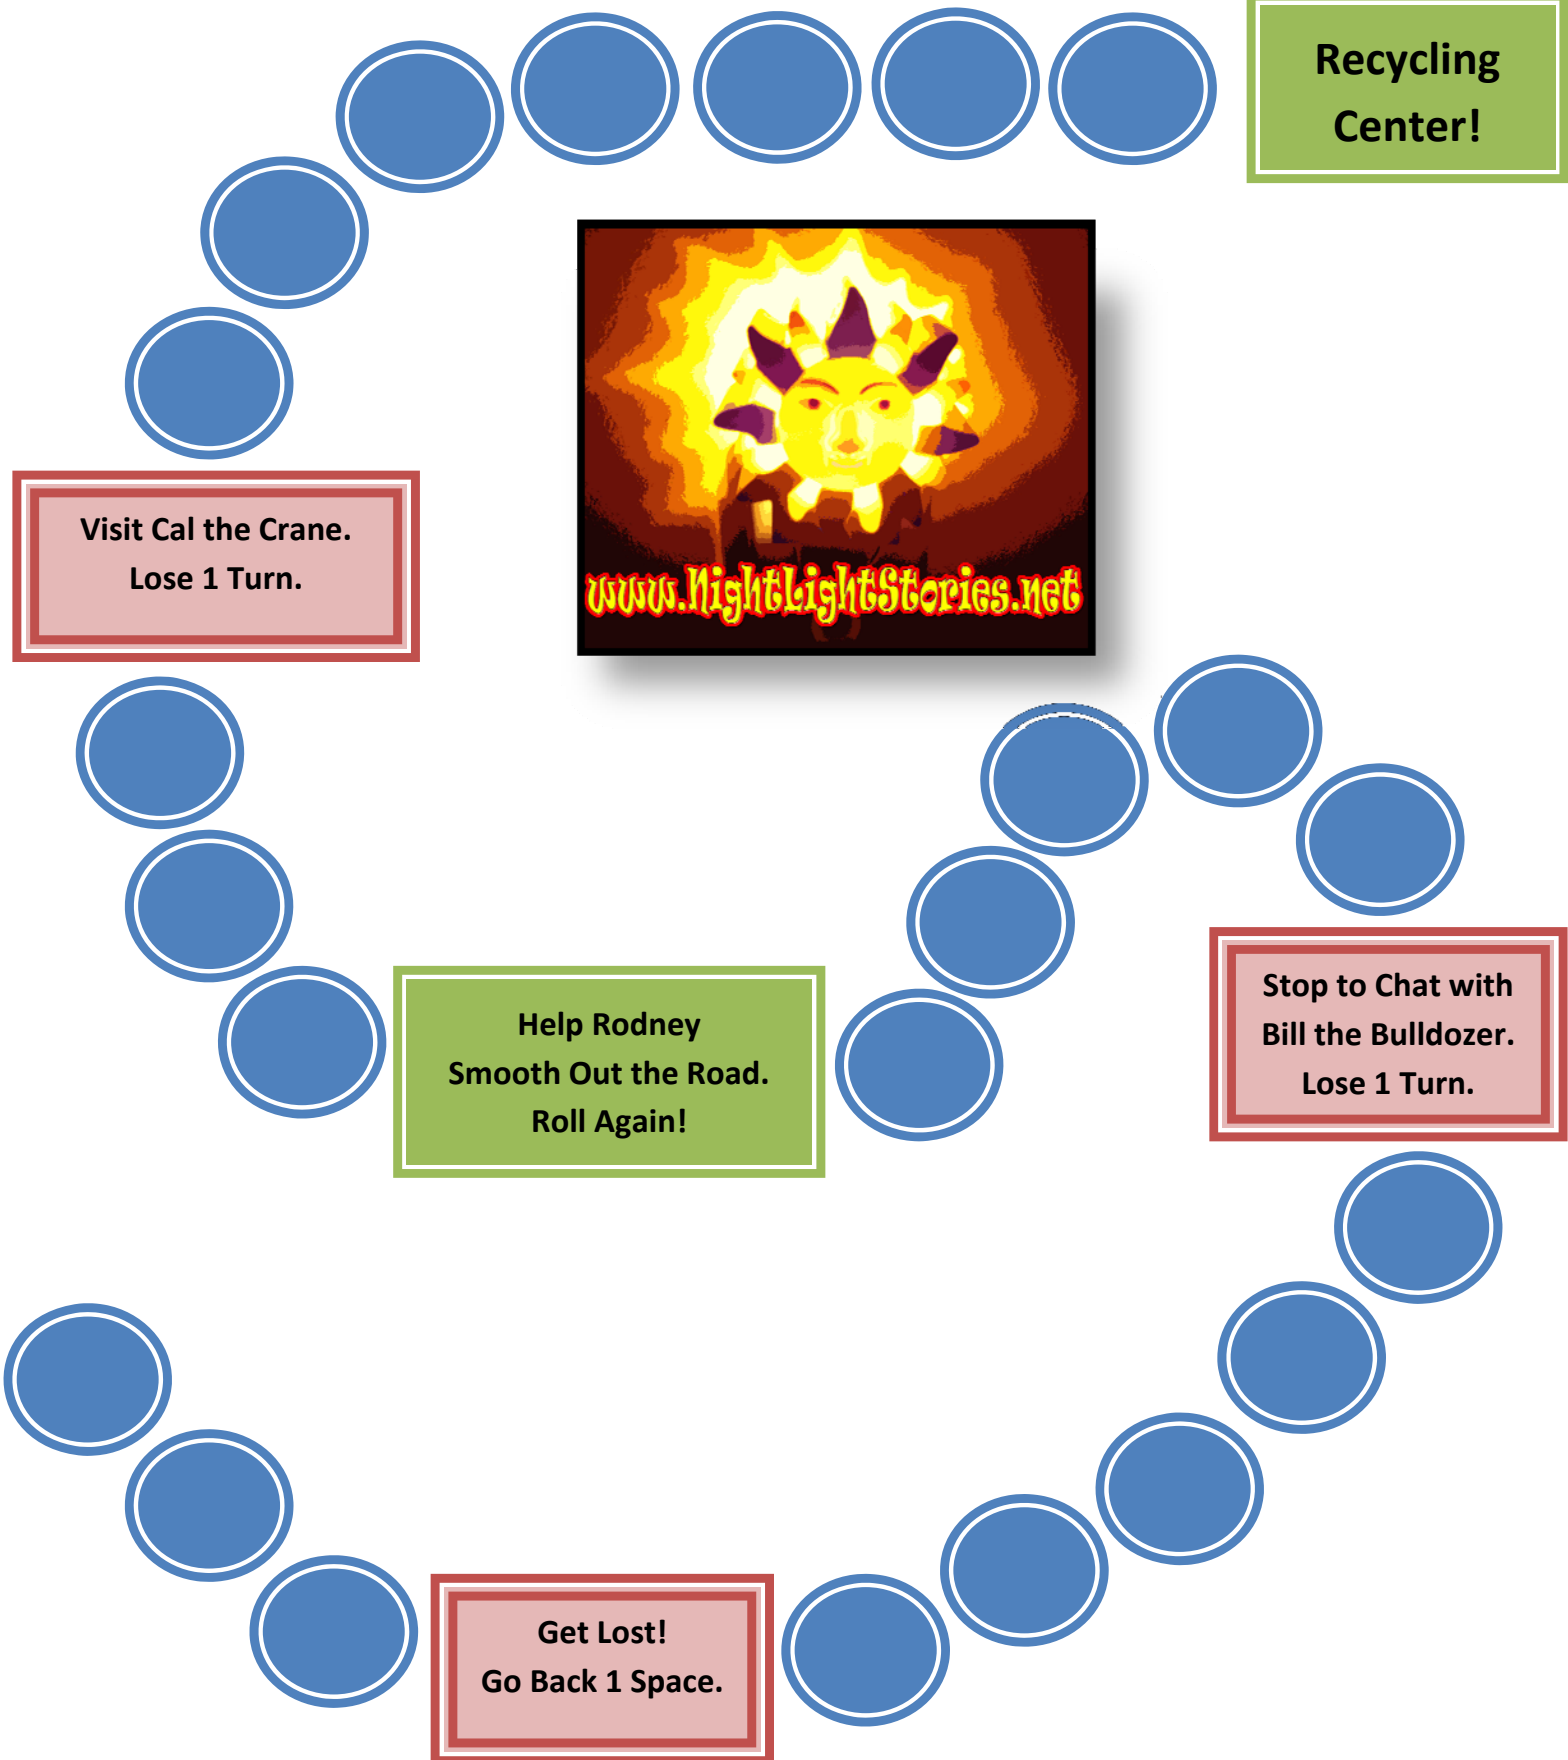 Recycling
Center!
www.NightLightStories.net
Visit Cal the Crane.
Lose 1 Turn.
Help Rodney
Smooth Out the Road.
Roll Again!
Stop to Chat with
Bill the Bulldozer.
Lose 1 Turn.
Get Lost!
Go Back 1 Space.